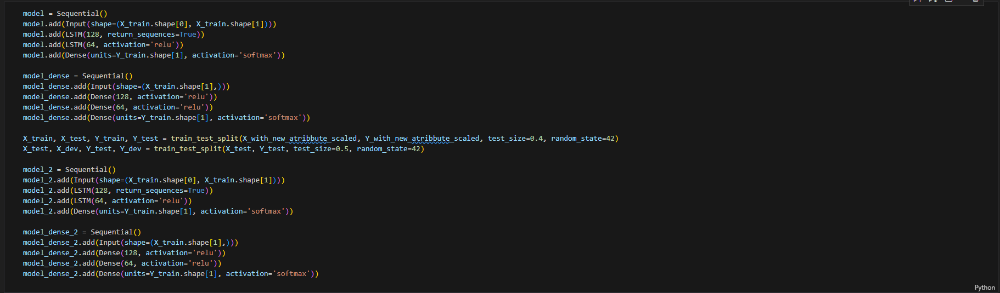 model = Sequential()
model.add(Input(shape=(X_train.shape[0], X_train.shape[1])))
model.add(LSTM(128, return_sequences=True))
model.add(LSTM(64, activation='relu'))
model.add(Dense(units=Y_train.shape[1], activation='softmax'))

model_dense = Sequential()
model_dense.add(Input(shape=(X_train.shape[1],)))
model_dense.add(Dense(128, activation='relu'))
model_dense.add(Dense(64, activation='relu'))
model_dense.add(Dense(units=Y_train.shape[1], activation='softmax'))

X_train, X_test, Y_train, Y_test = train_test_split(X_with_new_atribbute_scaled, Y_with_new_atribbute_scaled, test_size=0.4, random_state=42)
X_test, X_dev, Y_test, Y_dev = train_test_split(X_test, Y_test, test_size=0.5, random_state=42)

model_2 = Sequential()
model_2.add(Input(shape=(X_train.shape[0], X_train.shape[1])))
model_2.add(LSTM(128, return_sequences=True))
model_2.add(LSTM(64, activation='relu'))
model_2.add(Dense(units=Y_train.shape[1], activation='softmax'))

model_dense_2 = Sequential()
model_dense_2.add(Input(shape=(X_train.shape[1],)))
model_dense_2.add(Dense(128, activation='relu'))
model_dense_2.add(Dense(64, activation='relu'))
model_dense_2.add(Dense(units=Y_train.shape[1], activation='softmax'))
Python